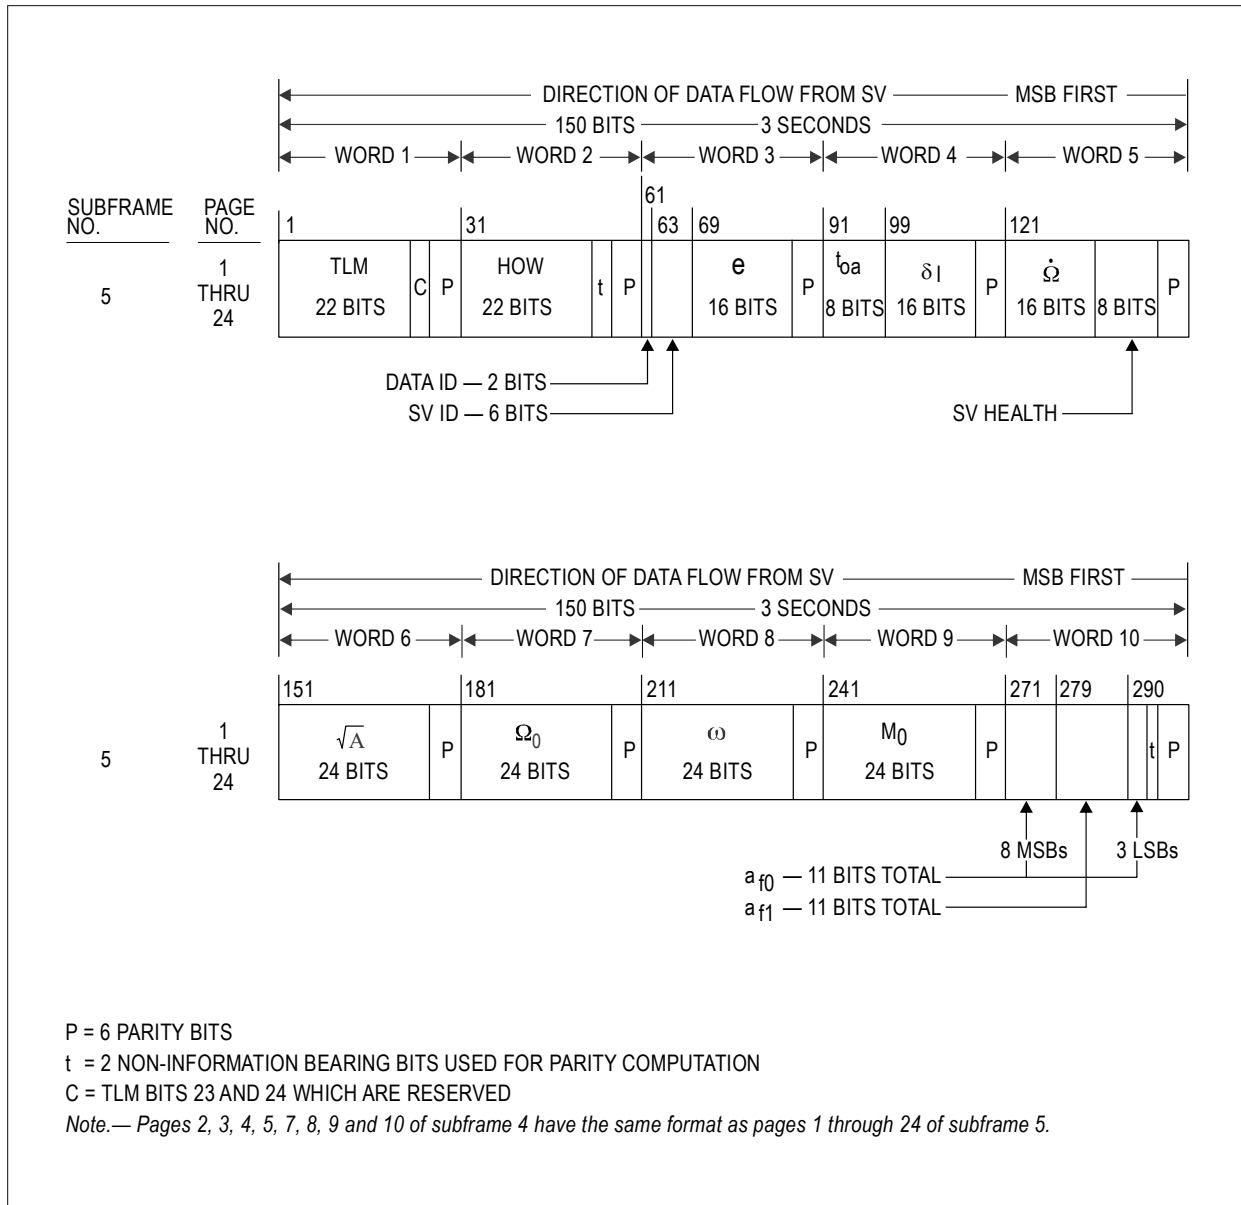 DIRECTION OF DATA FLOW FROM SV MSB FIRST
150 BITS 3 SECONDS
WORD 1 WORD 2 WORD 3 WORD 4 WORD 5
SUBFRAME NO. PAGE NO. 1 31 61 63 69 91 99 121
5 1 THRU 24
TLM 22 BITS C P HOW 22 BITS t P e 16 BITS P t_oa 8 BITS δI 16 BITS P Ω̇ 16 BITS 8 BITS P
DATA ID — 2 BITS
SV ID — 6 BITS SV HEALTH
DIRECTION OF DATA FLOW FROM SV MSB FIRST
150 BITS 3 SECONDS
WORD 6 WORD 7 WORD 8 WORD 9 WORD 10
151 181 211 241 271 279 290
5 1 THRU 24
√A 24 BITS P Ω₀ 24 BITS P ω 24 BITS P M₀ 24 BITS P t P
8 MSBs 3 LSBs
a_f0 — 11 BITS TOTAL
a_f1 — 11 BITS TOTAL
P = 6 PARITY BITS
t = 2 NON-INFORMATION BEARING BITS USED FOR PARITY COMPUTATION
C = TLM BITS 23 AND 24 WHICH ARE RESERVED
Note.— Pages 2, 3, 4, 5, 7, 8, 9 and 10 of subframe 4 have the same format as pages 1 through 24 of subframe 5.